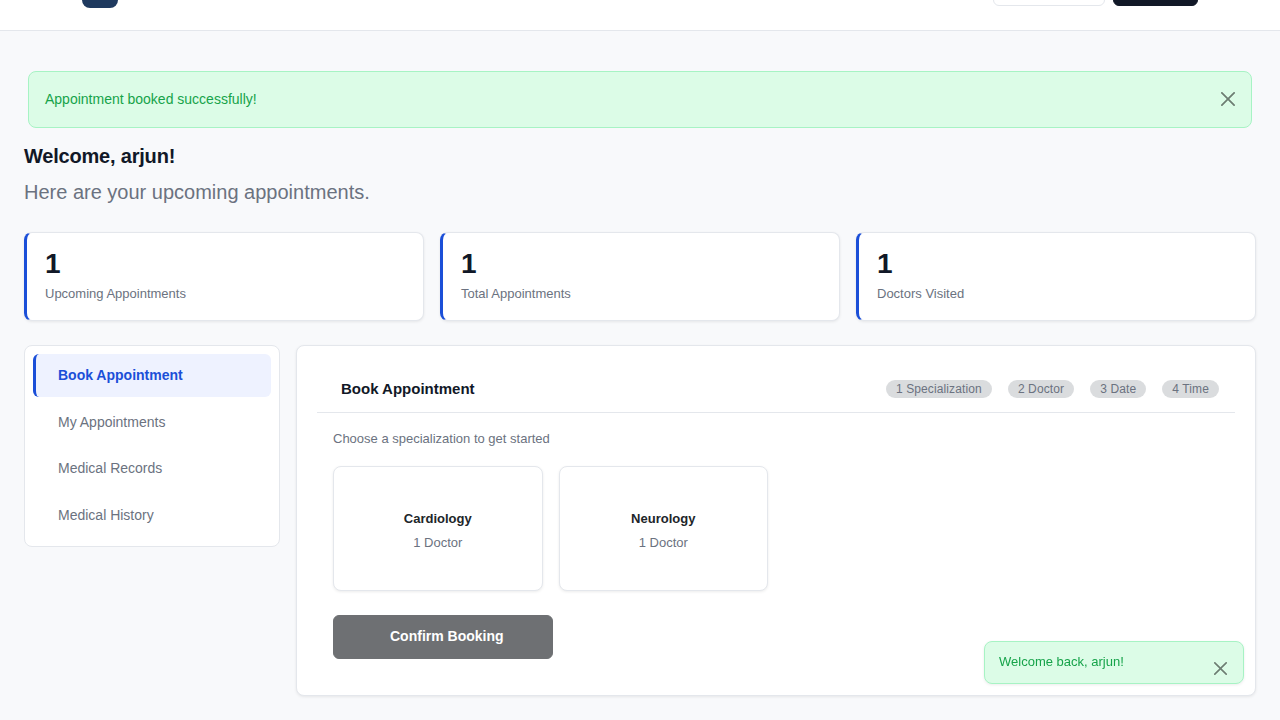 Appointment booked successfully!
Welcome, arjun!
Here are your upcoming appointments.
1
Upcoming Appointments
1
Total Appointments
1
Doctors Visited
Book Appointment
My Appointments
Medical Records
Medical History
Book Appointment
1 Specialization
2 Doctor
3 Date
4 Time
Choose a specialization to get started
Cardiology
1 Doctor
Neurology
1 Doctor
Confirm Booking
Welcome back, arjun!